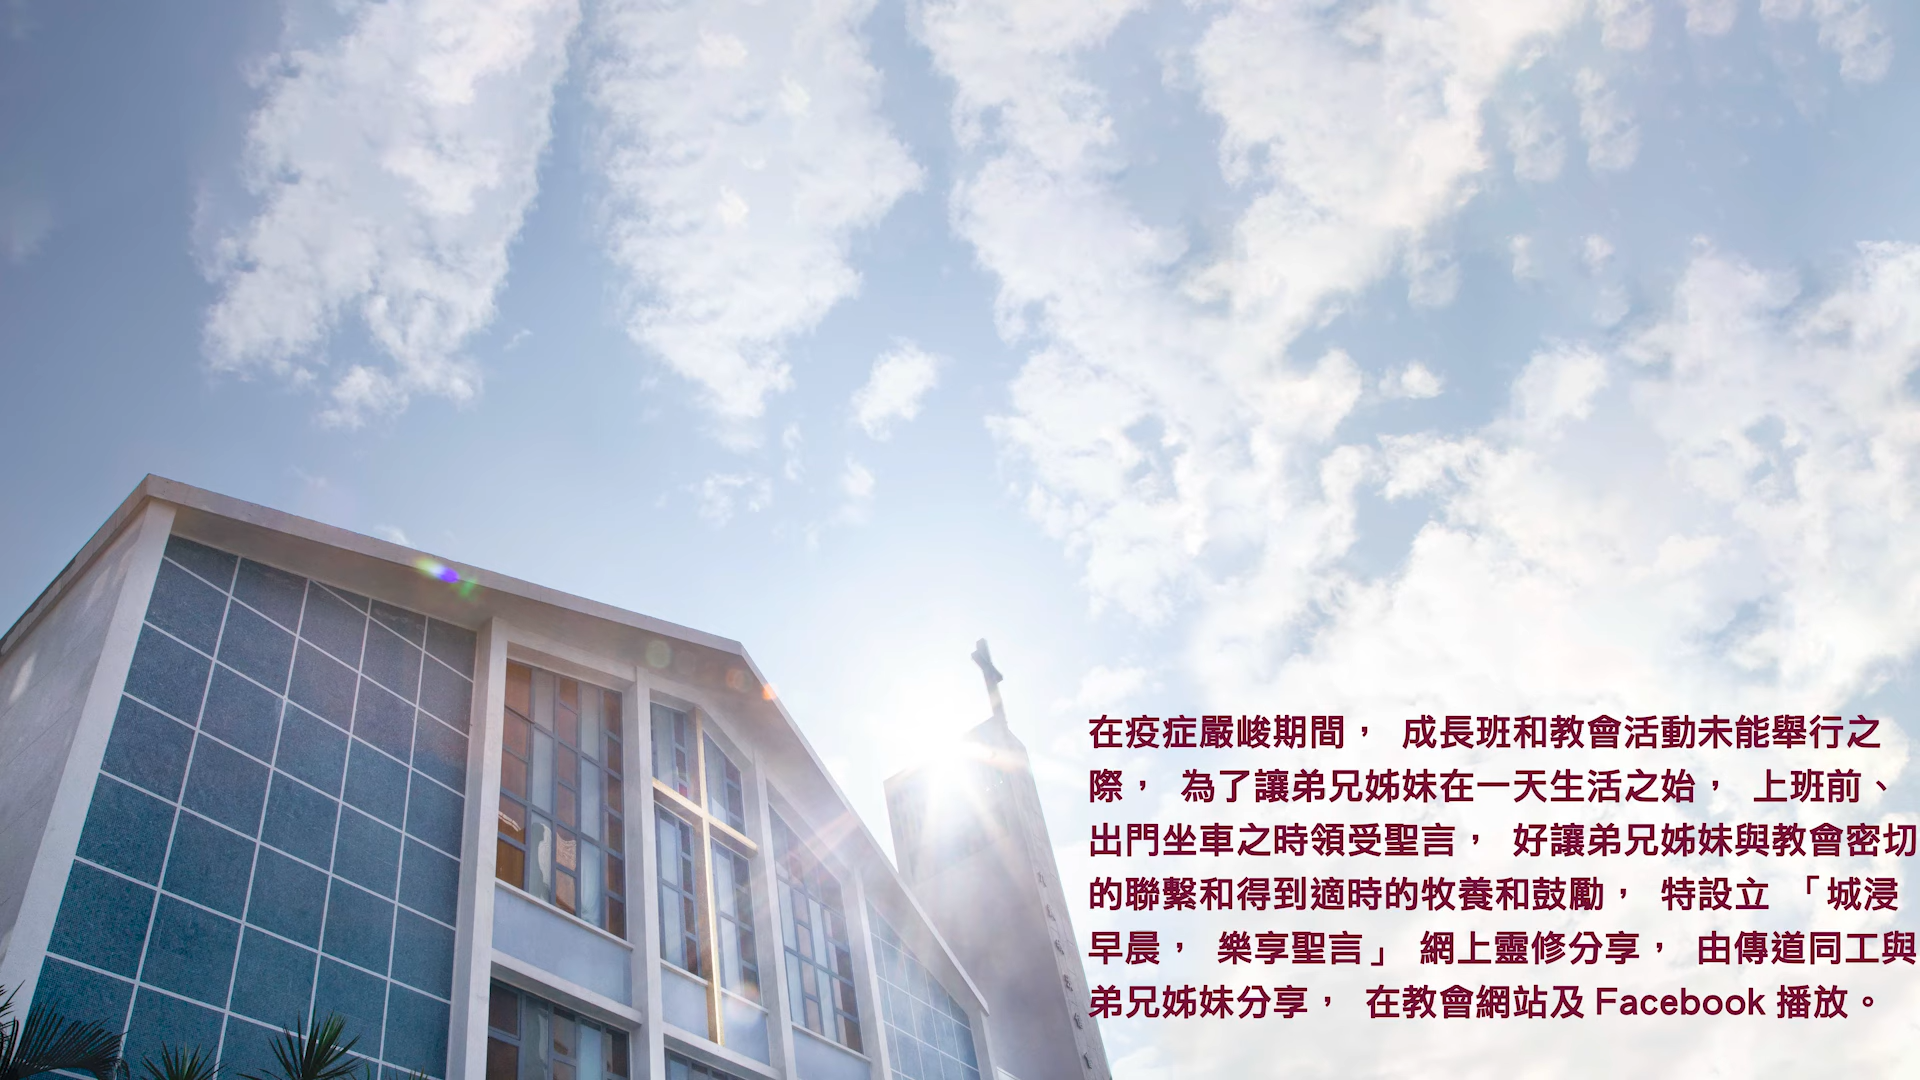 在疫症嚴峻期間， 成長班和教會活動未能舉行之
際， 為了讓弟兄姊妹在一天生活之始， 上班前、
出門坐車之時領受聖言， 好讓弟兄姊妹與教會密切
的聯繫和得到適時的牧養和鼓勵， 特設立 「城浸
早晨， 樂享聖言」 網上靈修分享， 由傳道同工與
弟兄姊妹分享， 在教會網站及 Facebook 播放。